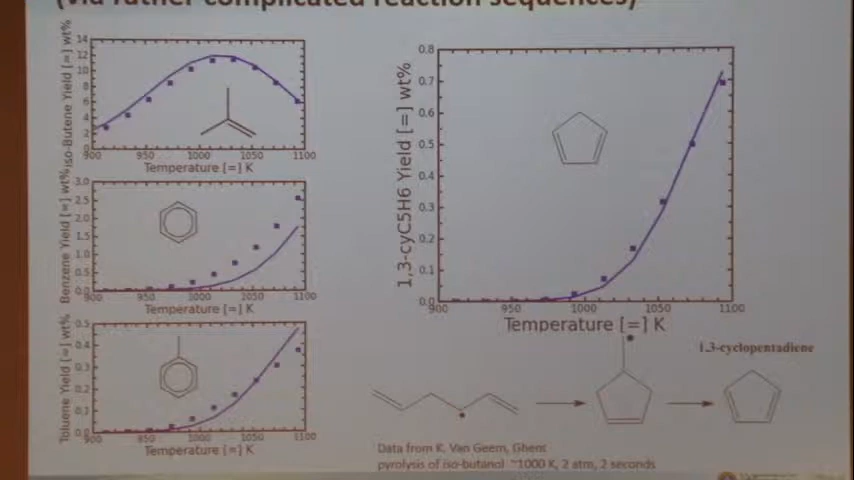 (via rather complicated reaction sequences)
iso-Butene Yield [=] wt%
14
12
10
8
6
4
2
0
900 950 1000 1050 1100
Temperature [=] K
Benzene Yield [=] wt%
3.0
2.5
2.0
1.5
1.0
0.5
0.0
900 950 1000 1050 1100
Temperature [=] K
Toluene Yield [=] wt%
0.5
0.4
0.3
0.2
0.1
0.0
900 950 1000 1050 1100
Temperature [=] K
1,3-cyC5H6 Yield [=] wt%
0.8
0.7
0.6
0.5
0.4
0.3
0.2
0.1
0.0
900 950 1000 1050 1100
Temperature [=] K
1,3-cyclopentadiene
Data from K. Van Geem, Ghent
pyrolysis of iso-butanol ~1000 K, 2 atm, 2 seconds